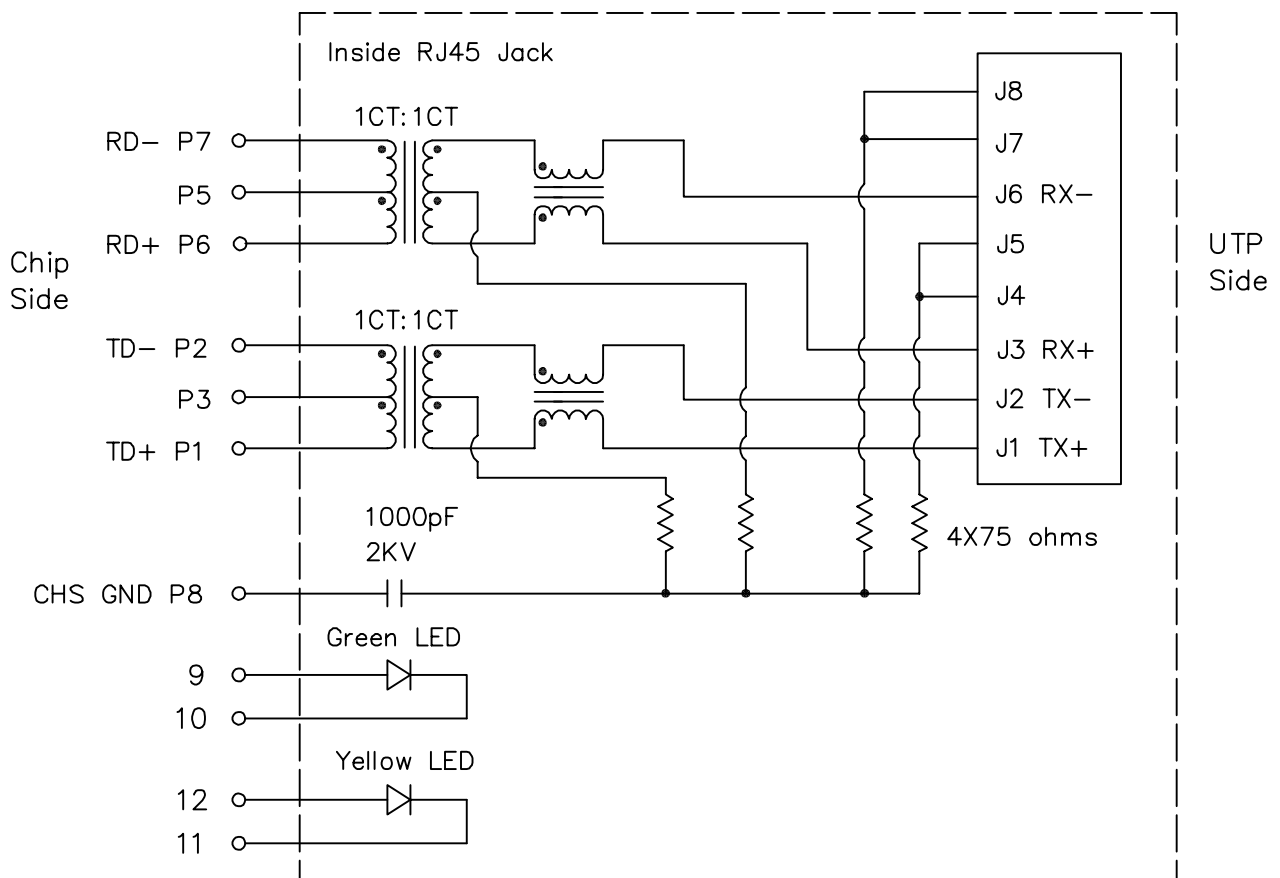 Inside RJ45 Jack
1CT:1CT
RD- P7
P5
RD+ P6
Chip
Side
1CT:1CT
TD- P2
P3
TD+ P1
1000pF
2KV
CHS GND P8
Green LED
9
10
Yellow LED
12
11
J8
J7
J6 RX-
J5
J4
J3 RX+
J2 TX-
J1 TX+
4X75 ohms
UTP
Side